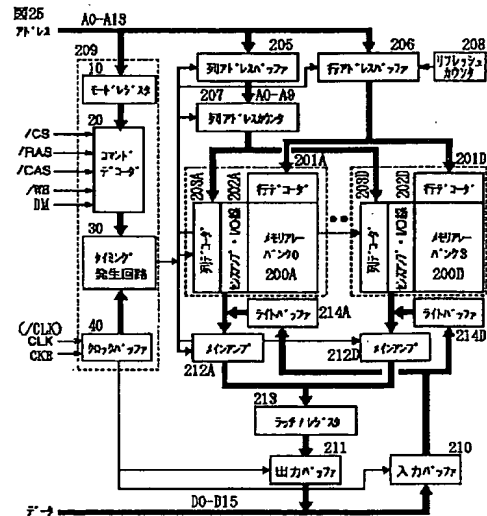 図25
アドレス A0-A13
209
205
206
208
10
列アドレスバッファ
行アドレスバッファ
リフレッシュ
カウンタ
モードレジスタ
207
A0-A9
20
列アドレスカウンタ
/CS
/RAS
/CAS
/WE
DM
コマンド
デコーダ
203A
202A
201A
203D
202D
201D
行デコーダ
行デコーダ
30
タイミング
発生回路
列デコーダ
センスアンプ・I/O部
メモリアレー
バンク0
200A
列デコーダ
センスアンプ・I/O部
メモリアレー
バンク3
200D
(/CLK)
CLK
CKE
40
クロックバッファ
ライトバッファ
214A
ライトバッファ
214D
メインアンプ
212A
メインアンプ
212D
213
ラッチ/レジスタ
211
210
出力バッファ
入力バッファ
データ D0-D15